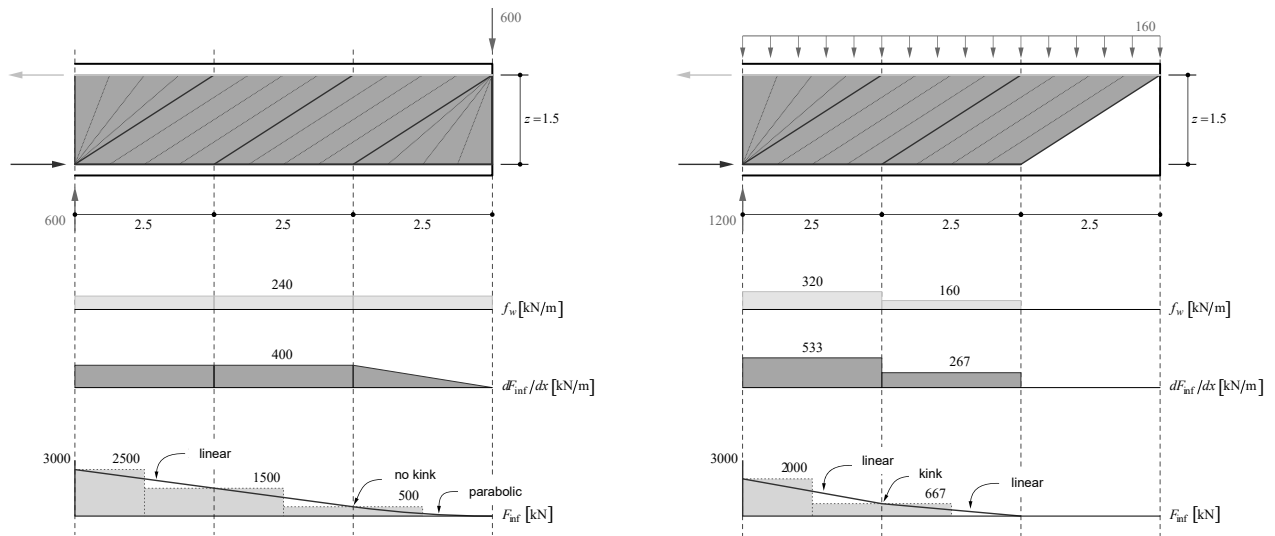 600
z=1.5
600
2.5
2.5
2.5
240
f_w [kN/m]
400
dF_inf/dx [kN/m]
3000
2500
linear
1500
no kink
500
parabolic
F_inf [kN]
160
z=1.5
1200
2.5
2.5
2.5
320
160
f_w [kN/m]
533
267
dF_inf/dx [kN/m]
3000
2000
linear
kink
667
linear
F_inf [kN]